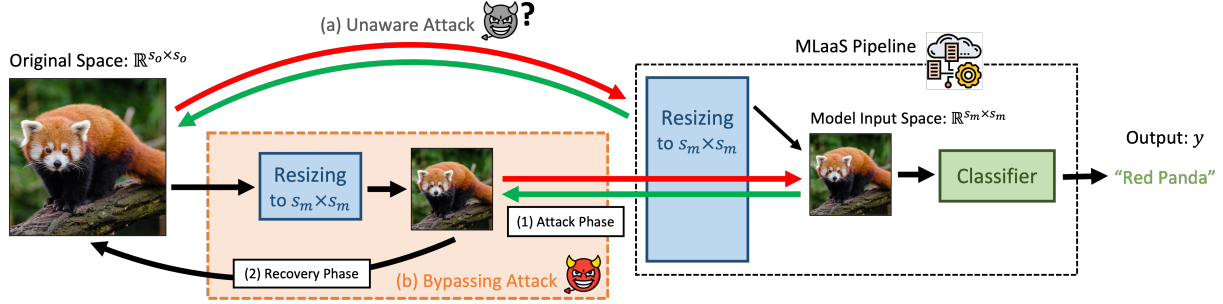 (a) Unaware Attack
?
Original Space: ℝ^{s_o×s_o}
MLaaS Pipeline
Resizing
to s_m×s_m
Model Input Space: ℝ^{s_m×s_m}
Output: y
Classifier
"Red Panda"
Resizing
to s_m×s_m
(1) Attack Phase
(2) Recovery Phase
(b) Bypassing Attack